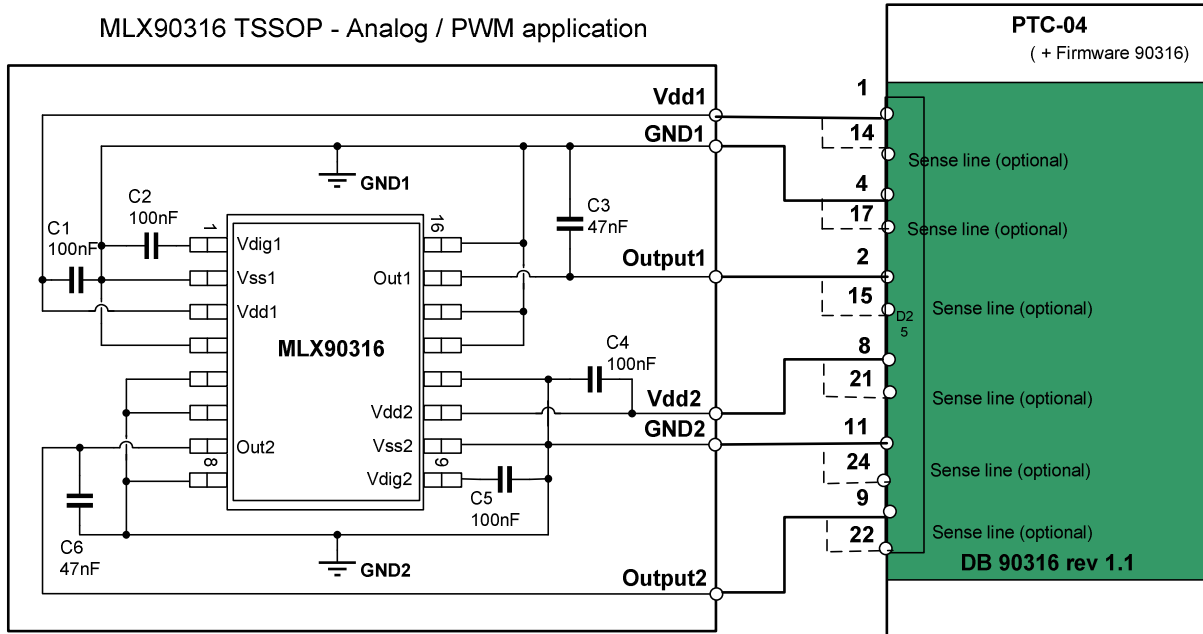 MLX90316 TSSOP - Analog / PWM application
PTC-04
( + Firmware 90316)
Vdd1
1
14
GND1
Sense line (optional)
GND1
4
17
Sense line (optional)
C2
100nF
C1
100nF
C3
47nF
1
16
Vdig1
Vss1
Out1
Vdd1
Output1
2
15
Sense line (optional)
D2
5
MLX90316
C4
100nF
8
21
Vdd2
Vdd2
Sense line (optional)
GND2
11
Out2
Vss2
8
9
Vdig2
24
Sense line (optional)
C5
100nF
9
22
Sense line (optional)
C6
47nF
GND2
Output2
DB 90316 rev 1.1